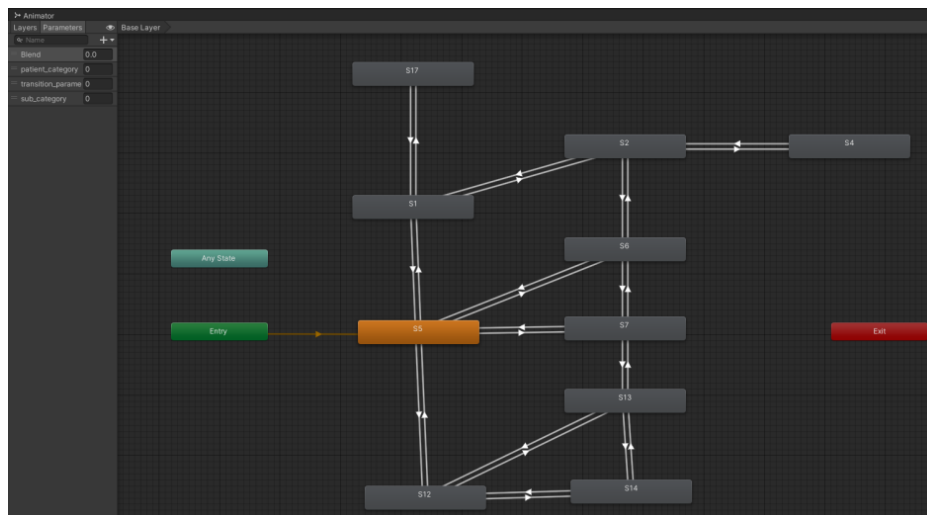 Animator
Layers Parameters Base Layer
Name
Blend 0.0
patient_category 0
transition_parame 0
sub_category 0
S17
S2
S4
S1
S6
Any State
S5
S7
Entry
Exit
S13
S12
S14